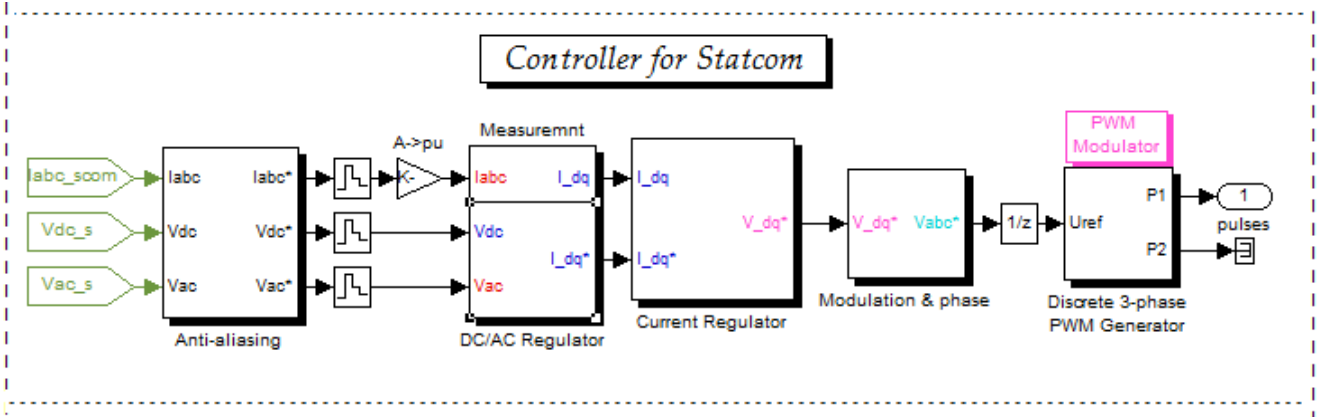 Controller for Statcom
PWM
Modulator
Measuremnt
A->pu
Iabc_scom
Iabc
Iabc*
K-
Iabc
I_dq
I_dq
P1
1
Vdc_s
Vdc
Vdc*
Vdc
V_dq*
V_dq*
Vabc*
1/z
Uref
pulses
I_dq*
I_dq*
P2
Vac_s
Vac
Vac*
Vac
Modulation & phase
Discrete 3-phase
PWM Generator
Current Regulator
Anti-aliasing
DC/AC Regulator